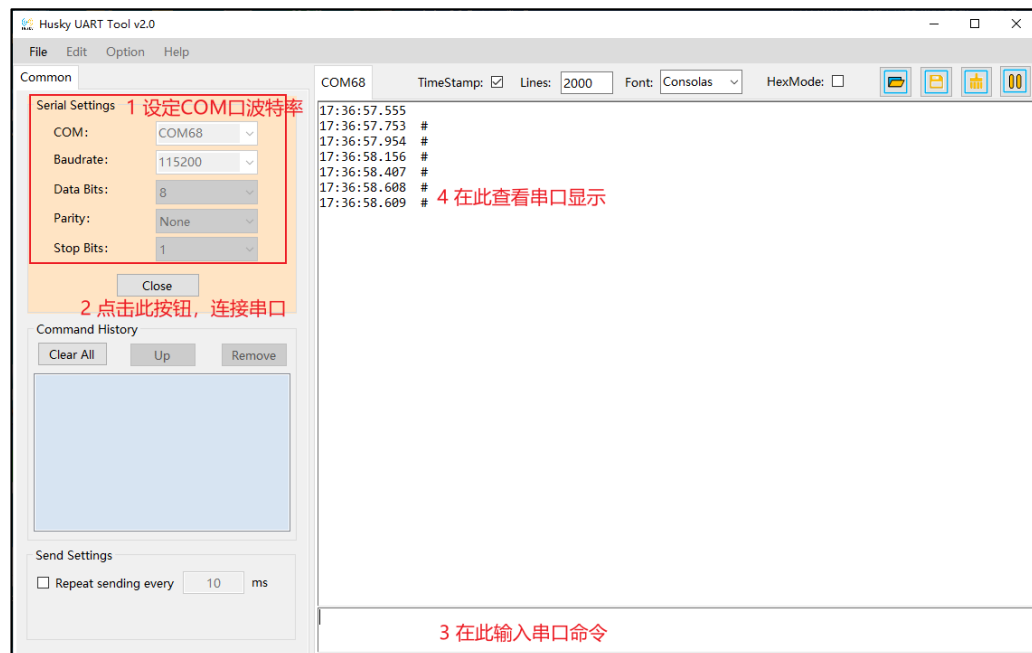 Husky UART Tool v2.0
File Edit Option Help
Common
Serial Settings
1 设定COM口波特率
COM: COM68
Baudrate: 115200
Data Bits: 8
Parity: None
Stop Bits: 1
Close
2 点击此按钮，连接串口
Command History
Clear All Up Remove
Send Settings
Repeat sending every 10 ms
COM68 TimeStamp: Lines: 2000 Font: Consolas HexMode:
17:36:57.555
17:36:57.753 #
17:36:57.954 #
17:36:58.156 #
17:36:58.407 #
17:36:58.608 #
17:36:58.609 #
4 在此查看串口显示
3 在此输入串口命令